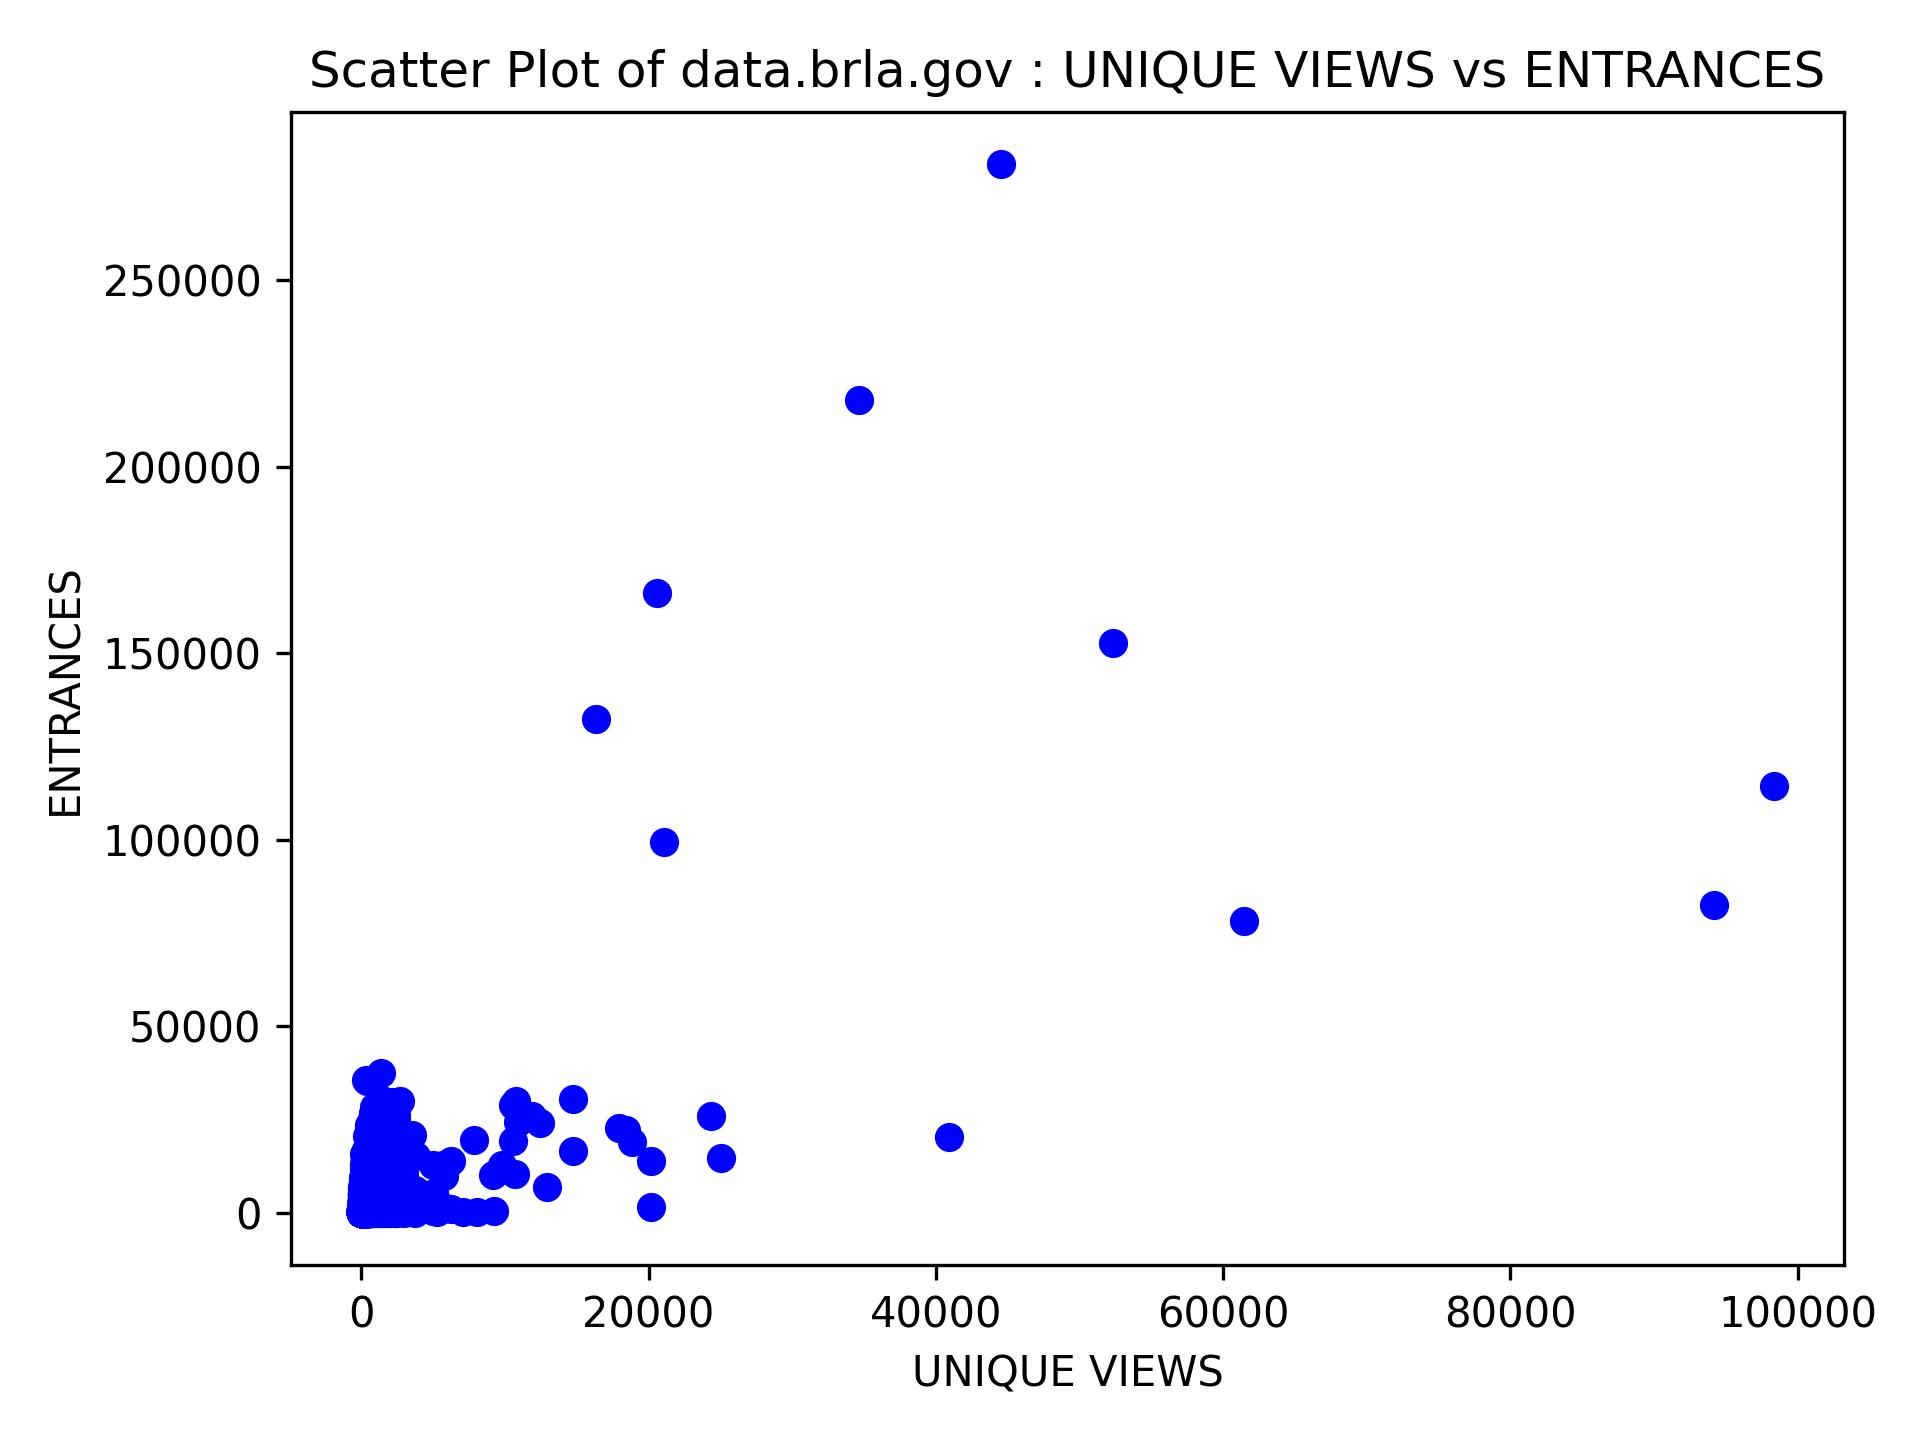 Scatter Plot of data.brla.gov : UNIQUE VIEWS vs ENTRANCES
ENTRANCES
250000
200000
150000
100000
50000
0
0 20000 40000 60000 80000 100000
UNIQUE VIEWS